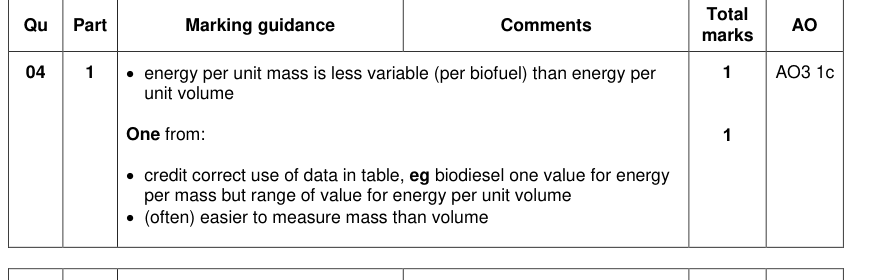 Qu Part Marking guidance Comments Total marks AO
04 1 • energy per unit mass is less variable (per biofuel) than energy per 1 AO3 1c
unit volume
One from: 1
• credit correct use of data in table, eg biodiesel one value for energy
per mass but range of value for energy per unit volume
• (often) easier to measure mass than volume